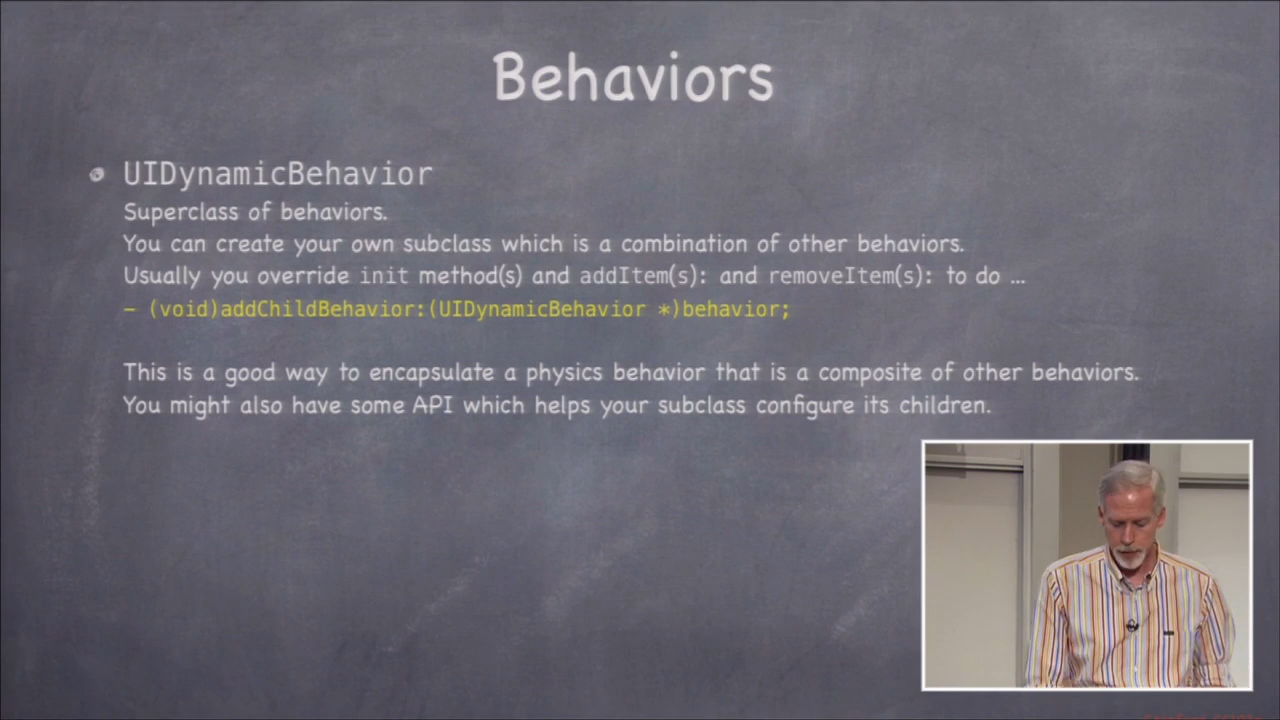 Behaviors
UIDynamicBehavior
Superclass of behaviors.
You can create your own subclass which is a combination of other behaviors.
Usually you override init method(s) and addItem(s): and removeItem(s): to do ...
- (void)addChildBehavior:(UIDynamicBehavior *)behavior;
This is a good way to encapsulate a physics behavior that is a composite of other behaviors.
You might also have some API which helps your subclass configure its children.